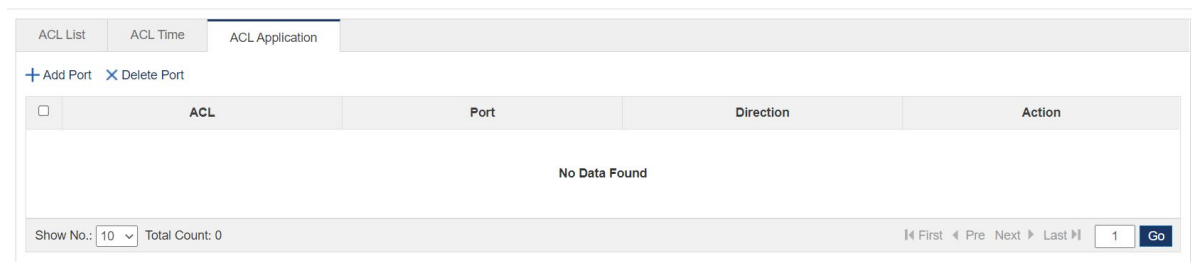 ACL List ACL Time ACL Application
Add Port Delete Port
ACL Port Direction Action
No Data Found
Show No.: 10 Total Count: 0 First Pre Next Last 1 Go